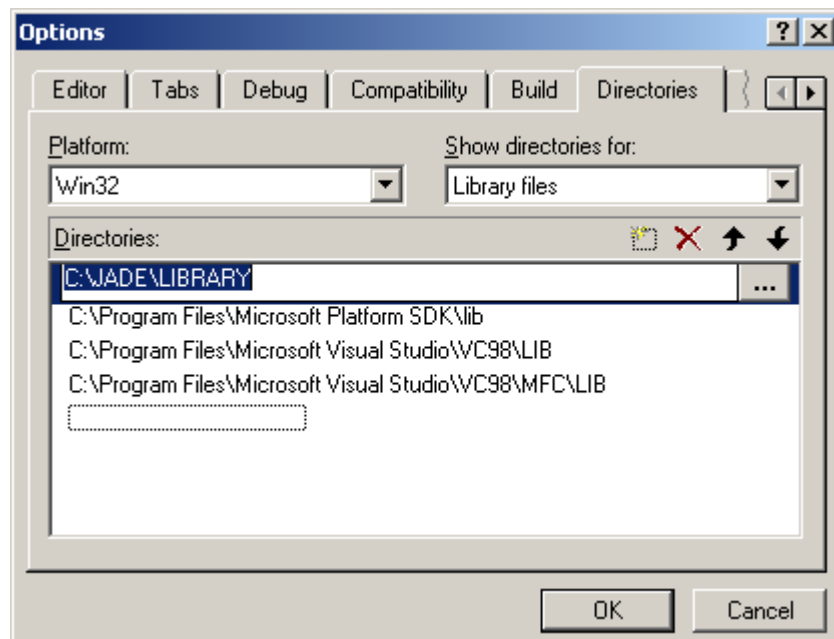 Options
Editor Tabs Debug Compatibility Build Directories
Platform: Show directories for:
Win32 Library files
Directories:
C:\JADE\LIBRARY ...
C:\Program Files\Microsoft Platform SDK\lib
C:\Program Files\Microsoft Visual Studio\VC98\LIB
C:\Program Files\Microsoft Visual Studio\VC98\MFC\LIB
OK Cancel